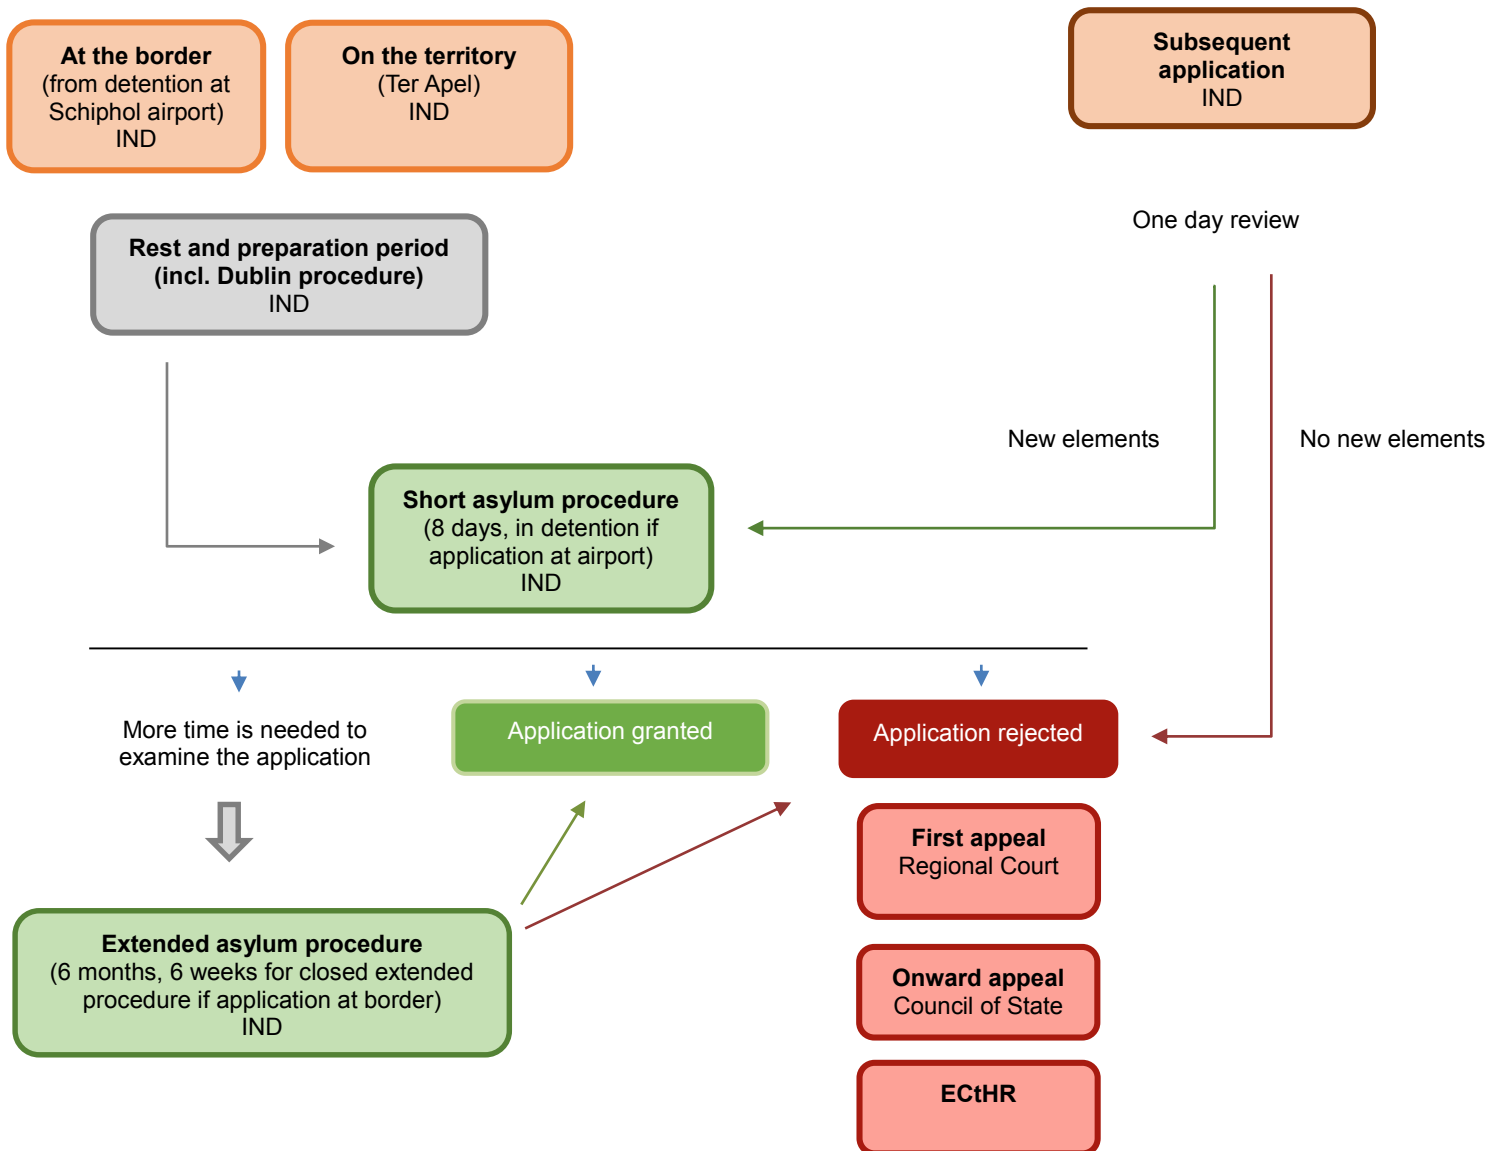 At the border
(from detention at
Schiphol airport)
IND
On the territory
(Ter Apel)
IND
Subsequent
application
IND
One day review
Rest and preparation period
(incl. Dublin procedure)
IND
New elements
No new elements
Short asylum procedure
(8 days, in detention if
application at airport)
IND
More time is needed to
examine the application
Application granted
Application rejected
First appeal
Regional Court
Extended asylum procedure
(6 months, 6 weeks for closed extended
procedure if application at border)
IND
Onward appeal
Council of State
ECtHR